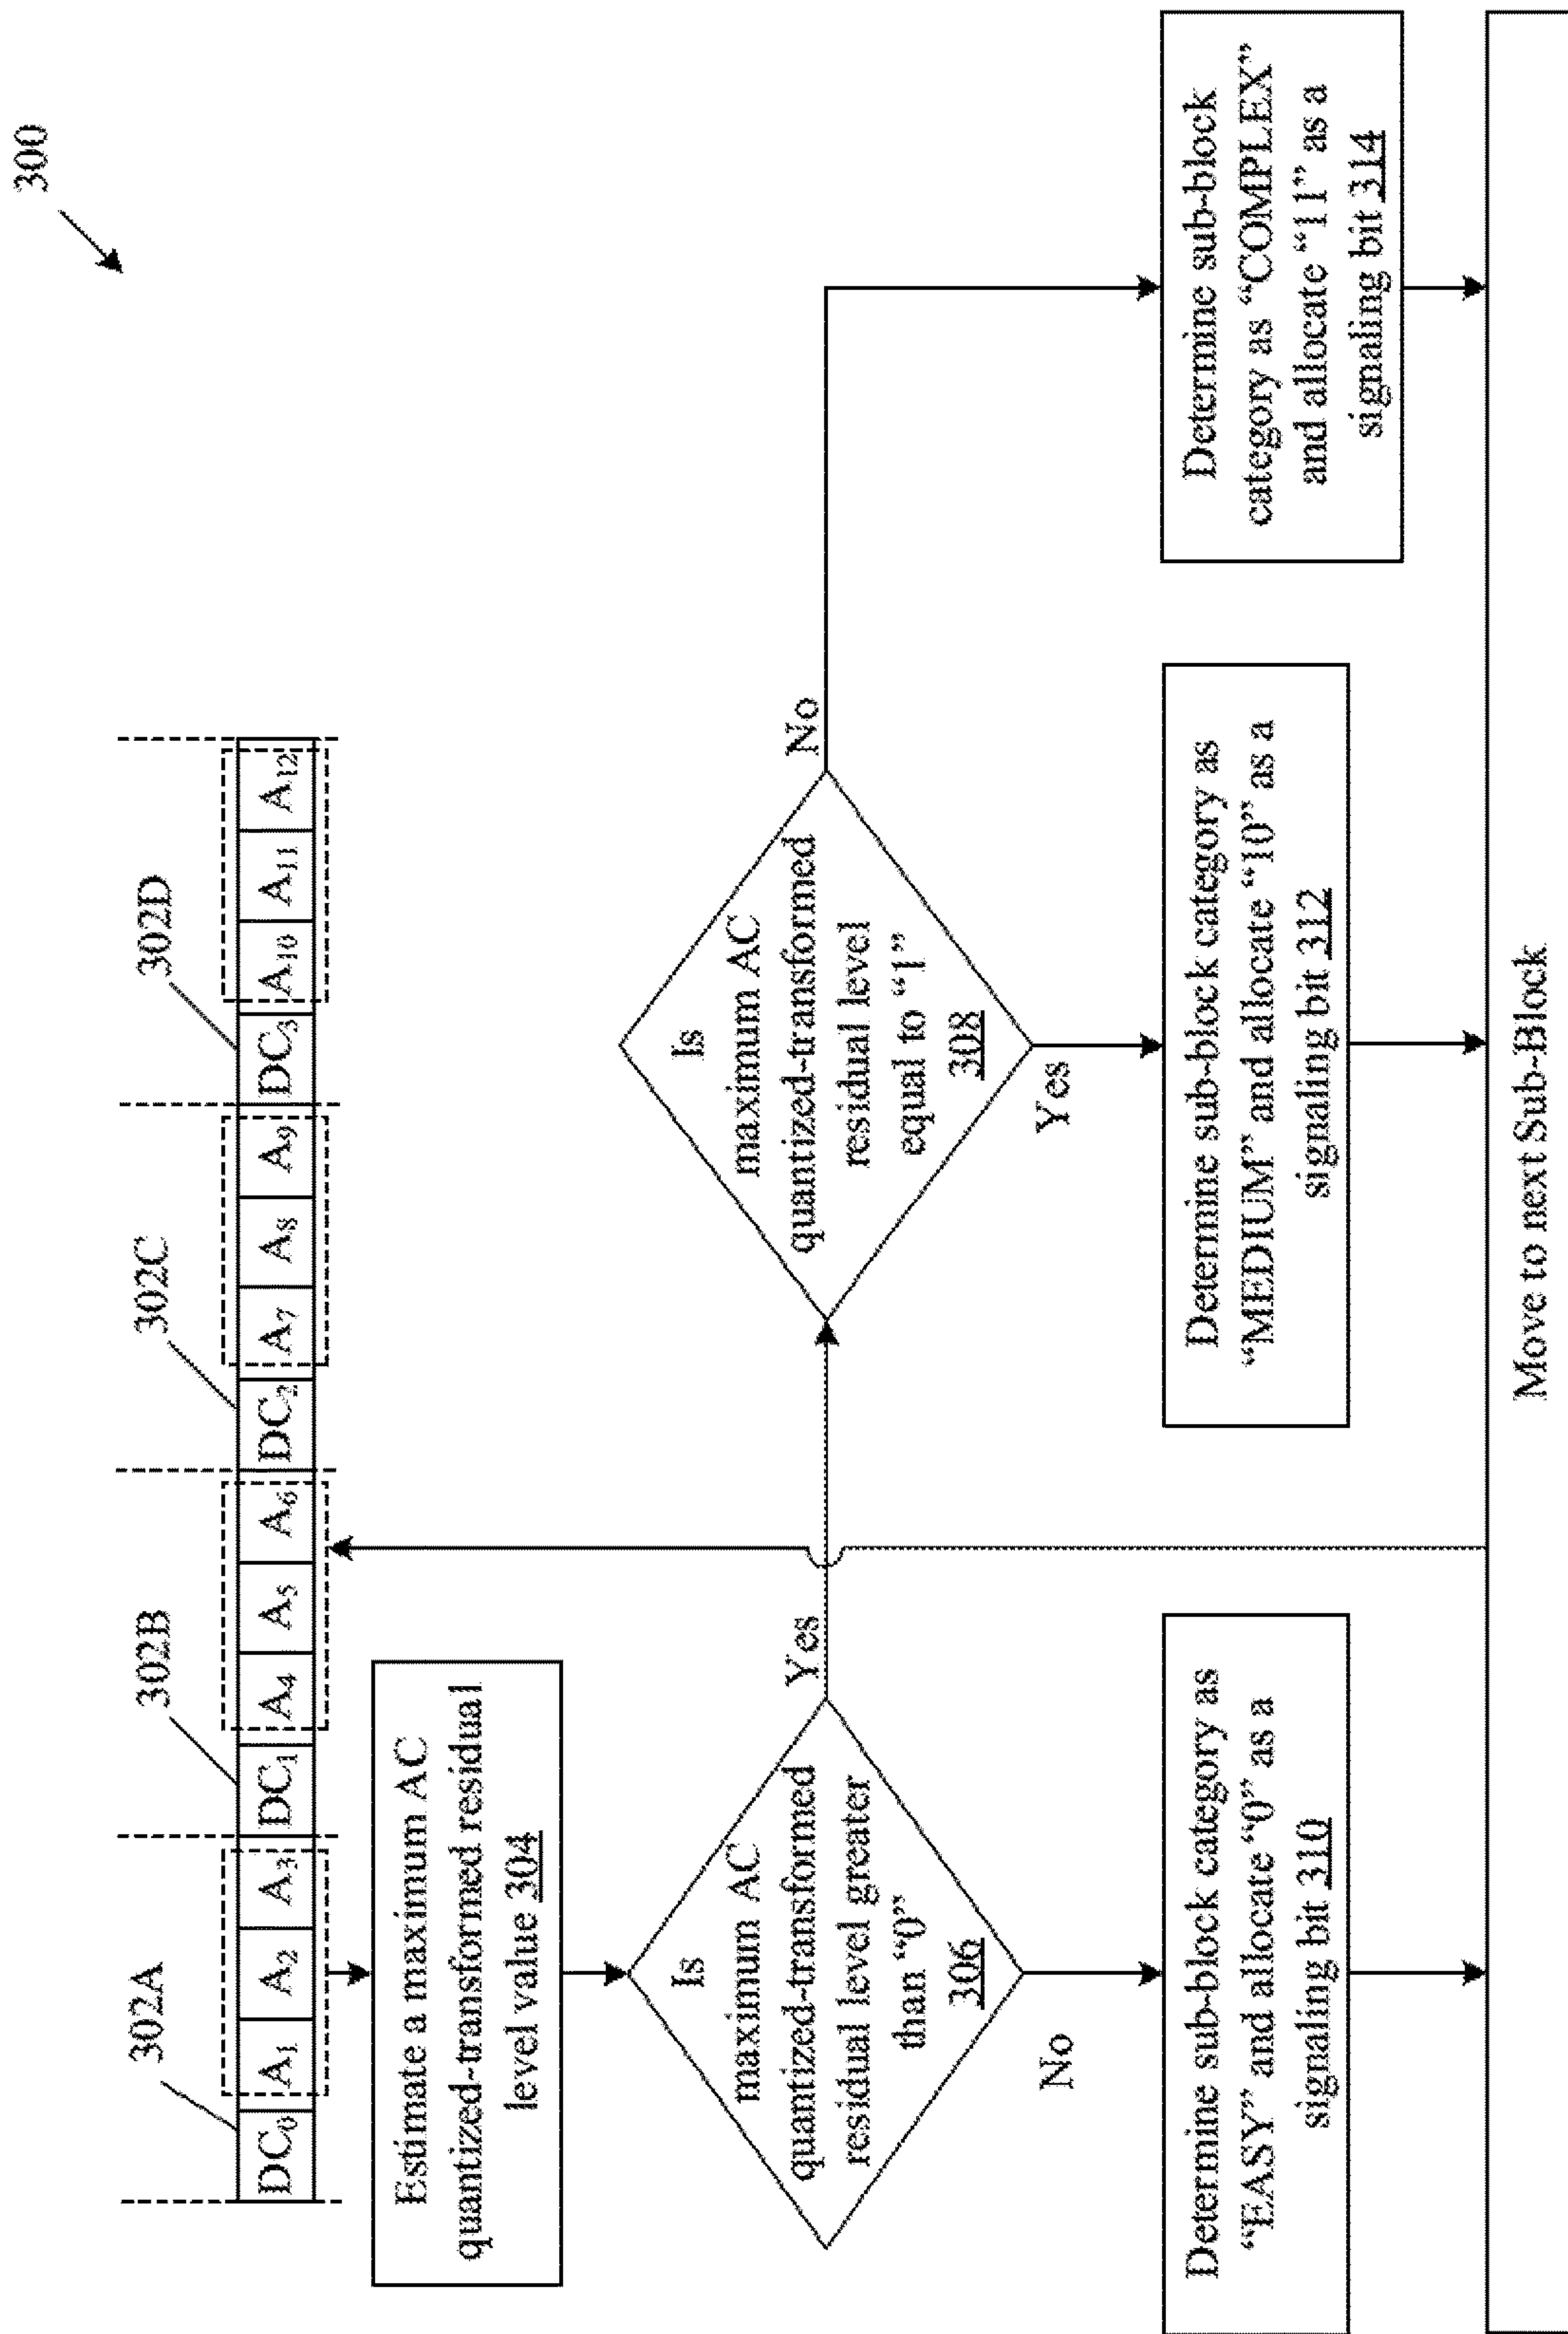 300
302A
302B
302C
302D
DC₀ A₁ A₂ A₃ DC₁ A₄ A₅ A₆ DC₂ A₇ A₈ A₉ DC₃ A₁₀ A₁₁ A₁₂
Estimate a maximum AC
quantized-transformed residual
level value 304
Is
maximum AC
quantized-transformed
residual level greater
than “0”
306
Yes
No
Is
maximum AC
quantized-transformed
residual level
equal to “1”
308
No
Yes
Determine sub-block category as
“EASY” and allocate “0” as a
signaling bit 310
Determine sub-block category as
“MEDIUM” and allocate “10” as a
signaling bit 312
Determine sub-block
category as “COMPLEX”
and allocate “11” as a
signaling bit 314
Move to next Sub-Block